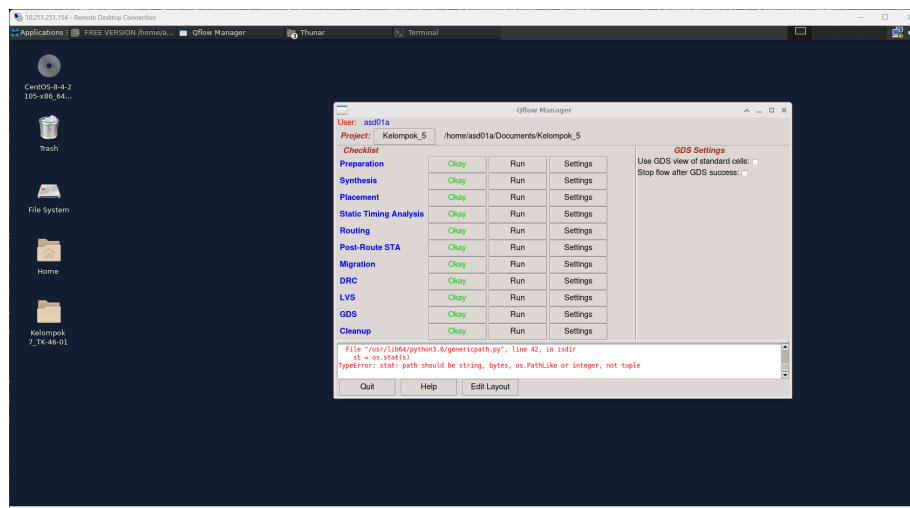 10.251.251.154 - Remote Desktop Connection
Applications FREE VERSION /home/a... Qflow Manager Thunar Terminal
CentOS-8-4-2
105-x86_64...
Trash
File System
Home
Kelompok
7_TK-46-01
Qflow Manager
User: asd01a
Project: Kelompok_5 /home/asd01a/Documents/Kelompok_5
Checklist
Preparation Okay Run Settings
Synthesis Okay Run Settings
Placement Okay Run Settings
Static Timing Analysis Okay Run Settings
Routing Okay Run Settings
Post-Route STA Okay Run Settings
Migration Okay Run Settings
DRC Okay Run Settings
LVS Okay Run Settings
GDS Okay Run Settings
Cleanup Okay Run Settings
GDS Settings
Use GDS view of standard cells:
Stop flow after GDS success:
File "/usr/lib64/python3.6/genericpath.py", line 42, in isdir
st = os.stat(s)
TypeError: stat: path should be string, bytes, os.PathLike or integer, not tuple
Quit Help Edit Layout